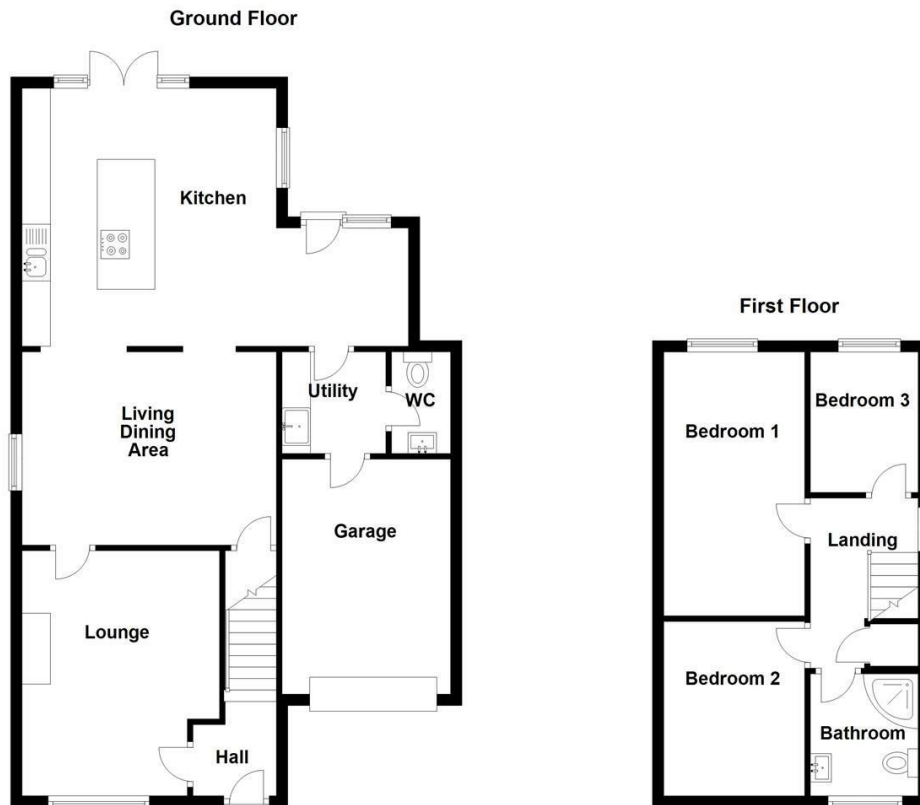 Ground Floor
Kitchen
Utility
WC
Living
Dining
Area
Garage
Lounge
Hall
First Floor
Bedroom 1
Bedroom 3
Landing
Bedroom 2
Bathroom